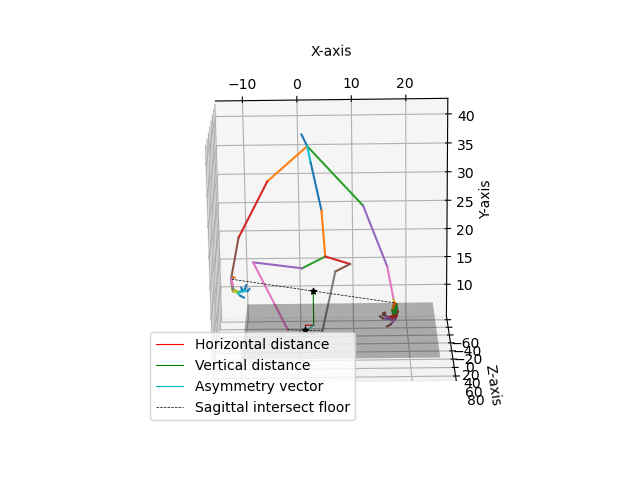 X-axis
−10 0 10 20
40
35
30
Y-axis
25
20
15
10
−60
−40
−20
0
20
40
60
80
Z-axis
Horizontal distance
Vertical distance
Asymmetry vector
Sagittal intersect floor